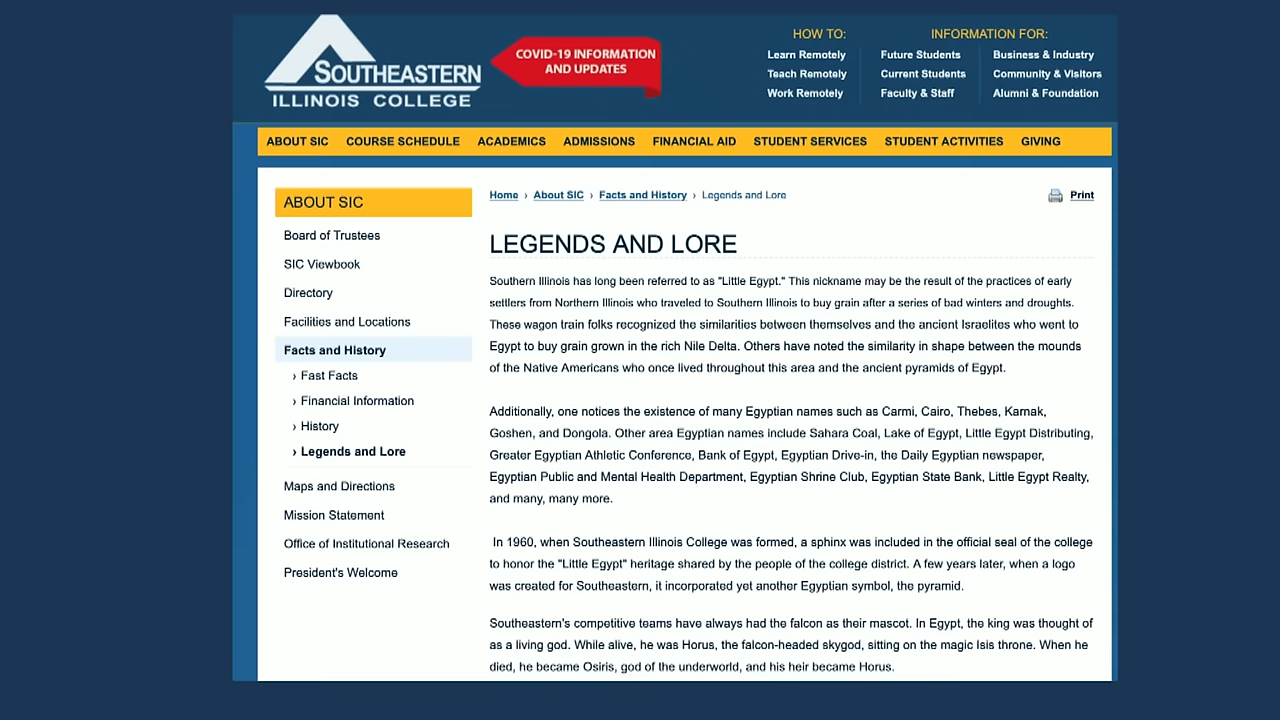 SOUTHEASTERN
ILLINOIS COLLEGE
COVID-19 INFORMATION
AND UPDATES
HOW TO:
Learn Remotely
Teach Remotely
Work Remotely
INFORMATION FOR:
Future Students
Current Students
Faculty & Staff
Business & Industry
Community & Visitors
Alumni & Foundation
ABOUT SIC COURSE SCHEDULE ACADEMICS ADMISSIONS FINANCIAL AID STUDENT SERVICES STUDENT ACTIVITIES GIVING
ABOUT SIC
Board of Trustees
SIC Viewbook
Directory
Facilities and Locations
Facts and History
› Fast Facts
› Financial Information
› History
› Legends and Lore
Maps and Directions
Mission Statement
Office of Institutional Research
President's Welcome
Home › About SIC › Facts and History › Legends and Lore
Print
LEGENDS AND LORE
Southern Illinois has long been referred to as "Little Egypt." This nickname may be the result of the practices of early
settlers from Northern Illinois who traveled to Southern Illinois to buy grain after a series of bad winters and droughts.
These wagon train folks recognized the similarities between themselves and the ancient Israelites who went to
Egypt to buy grain grown in the rich Nile Delta. Others have noted the similarity in shape between the mounds
of the Native Americans who once lived throughout this area and the ancient pyramids of Egypt.
Additionally, one notices the existence of many Egyptian names such as Carmi, Cairo, Thebes, Karnak,
Goshen, and Dongola. Other area Egyptian names include Sahara Coal, Lake of Egypt, Little Egypt Distributing,
Greater Egyptian Athletic Conference, Bank of Egypt, Egyptian Drive-in, the Daily Egyptian newspaper,
Egyptian Public and Mental Health Department, Egyptian Shrine Club, Egyptian State Bank, Little Egypt Realty,
and many, many more.
In 1960, when Southeastern Illinois College was formed, a sphinx was included in the official seal of the college
to honor the "Little Egypt" heritage shared by the people of the college district. A few years later, when a logo
was created for Southeastern, it incorporated yet another Egyptian symbol, the pyramid.
Southeastern's competitive teams have always had the falcon as their mascot. In Egypt, the king was thought of
as a living god. While alive, he was Horus, the falcon-headed skygod, sitting on the magic Isis throne. When he
died, he became Osiris, god of the underworld, and his heir became Horus.